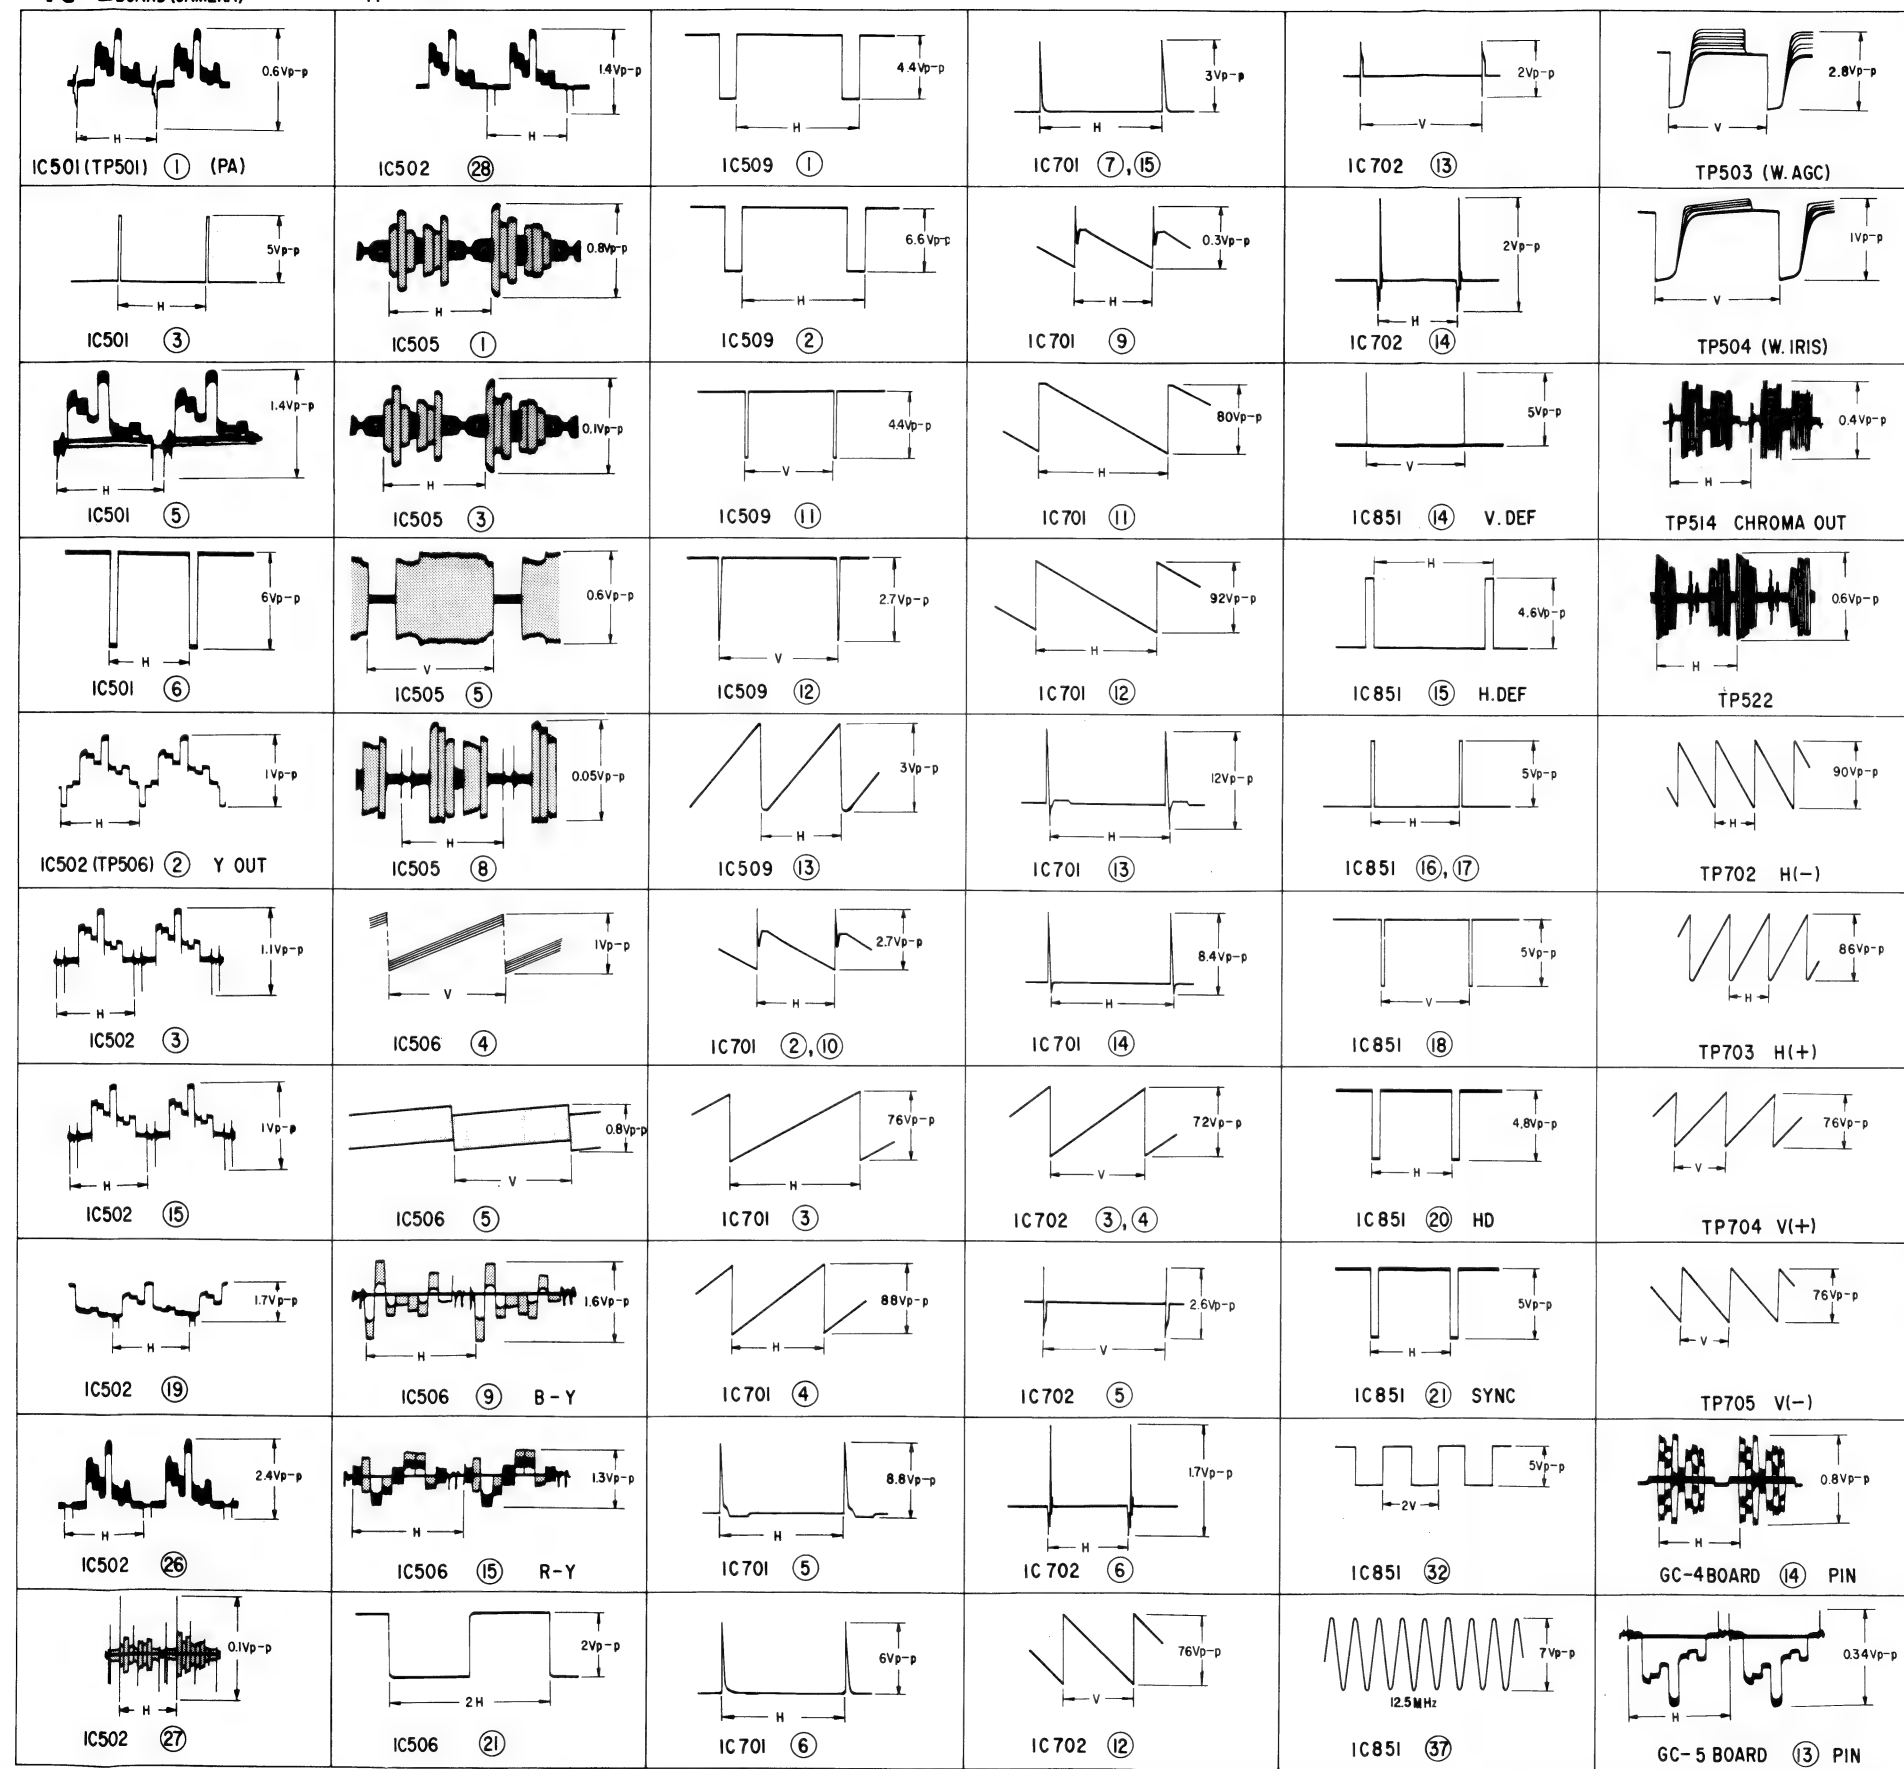 0.6Vp-p
H
IC501(TP501) ① (PA)
1.4Vp-p
H
IC502 ㉘
4.4Vp-p
H
IC509 ①
3Vp-p
H
IC701 ⑦,⑮
2Vp-p
V
IC702 ⑬
2.8Vp-p
V
TP503 (W.AGC)
5Vp-p
H
IC501 ③
0.8Vp-p
H
IC505 ①
6.6Vp-p
H
IC509 ②
0.3Vp-p
H
IC701 ⑨
2Vp-p
H
IC702 ⑭
1Vp-p
V
TP504 (W.IRIS)
1.4Vp-p
H
IC501 ⑤
0.1Vp-p
H
IC505 ③
4.4Vp-p
V
IC509 ⑪
80Vp-p
H
IC701 ⑪
5Vp-p
V
IC851 ⑭ V.DEF
0.4Vp-p
H
TP514 CHROMA OUT
6Vp-p
H
IC501 ⑥
0.6Vp-p
V
IC505 ⑤
2.7Vp-p
V
IC509 ⑫
92Vp-p
H
IC701 ⑫
H
4.6Vp-p
IC851 ⑮ H.DEF
0.6Vp-p
H
TP522
1Vp-p
H
IC502 (TP506) ② Y OUT
0.05Vp-p
H
IC505 ⑧
3Vp-p
H
IC509 ⑬
12Vp-p
H
IC701 ⑬
5Vp-p
H
IC851 ⑯,⑰
90Vp-p
H
TP702 H(-)
1.1Vp-p
H
IC502 ③
1Vp-p
V
IC506 ④
2.7Vp-p
H
IC701 ②,⑩
8.4Vp-p
H
IC701 ⑭
5Vp-p
V
IC851 ⑱
86Vp-p
H
TP703 H(+)
1Vp-p
H
IC502 ⑮
0.8Vp-p
V
IC506 ⑤
76Vp-p
H
IC701 ③
72Vp-p
V
IC702 ③,④
4.8Vp-p
H
IC851 ⑳ HD
76Vp-p
V
TP704 V(+)
1.7Vp-p
H
IC502 ⑲
1.6Vp-p
H
IC506 ⑨ B-Y
88Vp-p
H
IC701 ④
2.6Vp-p
V
IC702 ⑤
5Vp-p
H
IC851 ㉑ SYNC
76Vp-p
V
TP705 V(-)
2.4Vp-p
H
IC502 ㉖
1.3Vp-p
H
IC506 ⑮ R-Y
8.8Vp-p
H
IC701 ⑤
1.7Vp-p
H
IC702 ⑥
5Vp-p
2V
IC851 ㉜
0.8Vp-p
H
GC-4 BOARD ⑭ PIN
0.1Vp-p
H
IC502 ㉗
2Vp-p
2H
IC506 ㉑
6Vp-p
H
IC701 ⑥
76Vp-p
V
IC702 ⑫
7Vp-p
12.5MHz
IC851 ㊲
0.34Vp-p
H
GC-5 BOARD ⑬ PIN